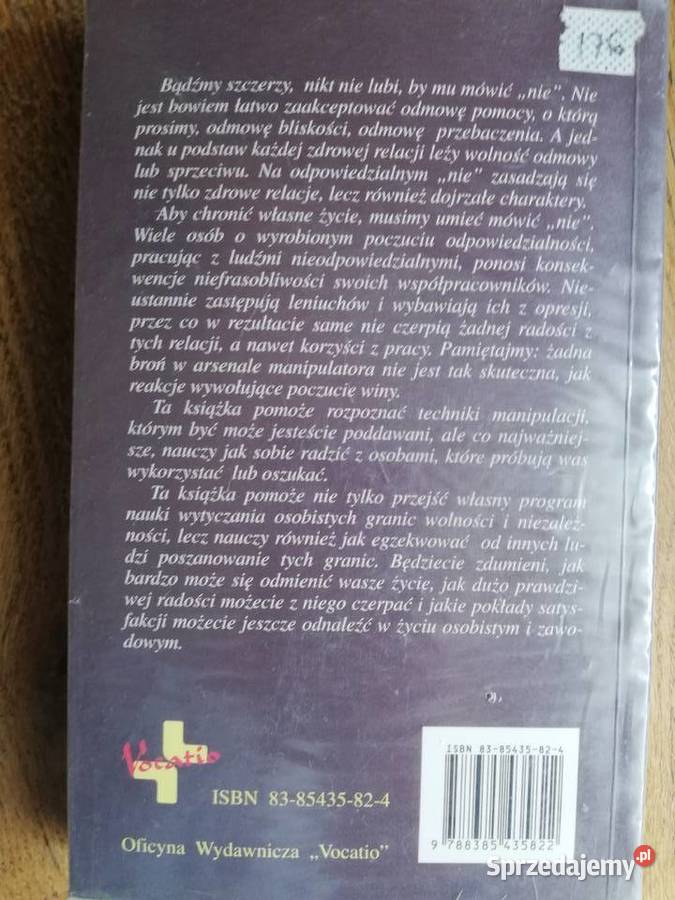 176
Bądźmy szczerzy, nikt nie lubi, by mu mówić „nie”. Nie
jest bowiem łatwo zaakceptować odmowę pomocy, o którą
prosimy, odmowę bliskości, odmowę przebaczenia. A jed-
nak u podstaw każdej zdrowej relacji leży wolność odmowy
lub sprzeciwu. Na odpowiedzialnym „nie” zasadzają się
nie tylko zdrowe relacje, lecz również dojrzałe charaktery.
Aby chronić własne życie, musimy umieć mówić „nie”.
Wiele osób o wyrobionym poczuciu odpowiedzialności,
pracując z ludźmi nieodpowiedzialnymi, ponosi konsek-
wencje niefrasobliwości swoich współpracowników. Nie-
ustannie zastępują leniuchów i wybawiają ich z opresji,
przez co w rezultacie same nie czerpią żadnej radości z
tych relacji, a nawet korzyści z pracy. Pamiętajmy: żadna
broń w arsenale manipulatora nie jest tak skuteczna, jak
reakcje wywołujące poczucie winy.
Ta książka pomoże rozpoznać techniki manipulacji,
którym być może jesteście poddawani, ale co najważniej-
sze, nauczy jak sobie radzić z osobami, które próbują was
wykorzystać lub oszukać.
Ta książka pomoże nie tylko przejść własny program
nauki wytyczania osobistych granic wolności i niezależ-
ności, lecz nauczy również jak egzekwować od innych lu-
dzi poszanowanie tych granic. Będziecie zdumieni, jak
bardzo może się odmienić wasze życie, jak dużo prawdzi-
wej radości możecie z niego czerpać i jakie pokłady satys-
fakcji możecie jeszcze odnaleźć w życiu osobistym i zawo-
dowym.
Vocatio
ISBN 83-85435-82-4
Oficyna Wydawnicza „Vocatio”
ISBN 83-85435-82-4
9 788385 435822
Sprzedajemy.pl